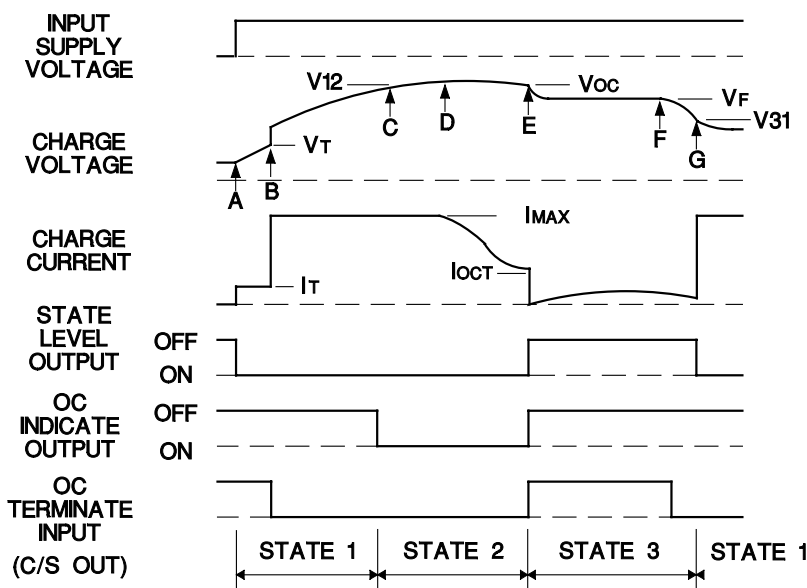 INPUT
SUPPLY
VOLTAGE
V12
VOC
C
D
E
VF
F
V31
G
CHARGE
VOLTAGE
VT
A
B
CHARGE
CURRENT
IMAX
IOCT
IT
STATE
LEVEL
OUTPUT
OFF
ON
OC
INDICATE
OUTPUT
OFF
ON
OC
TERMINATE
INPUT
(C/S OUT)
STATE 1
STATE 2
STATE 3
STATE 1